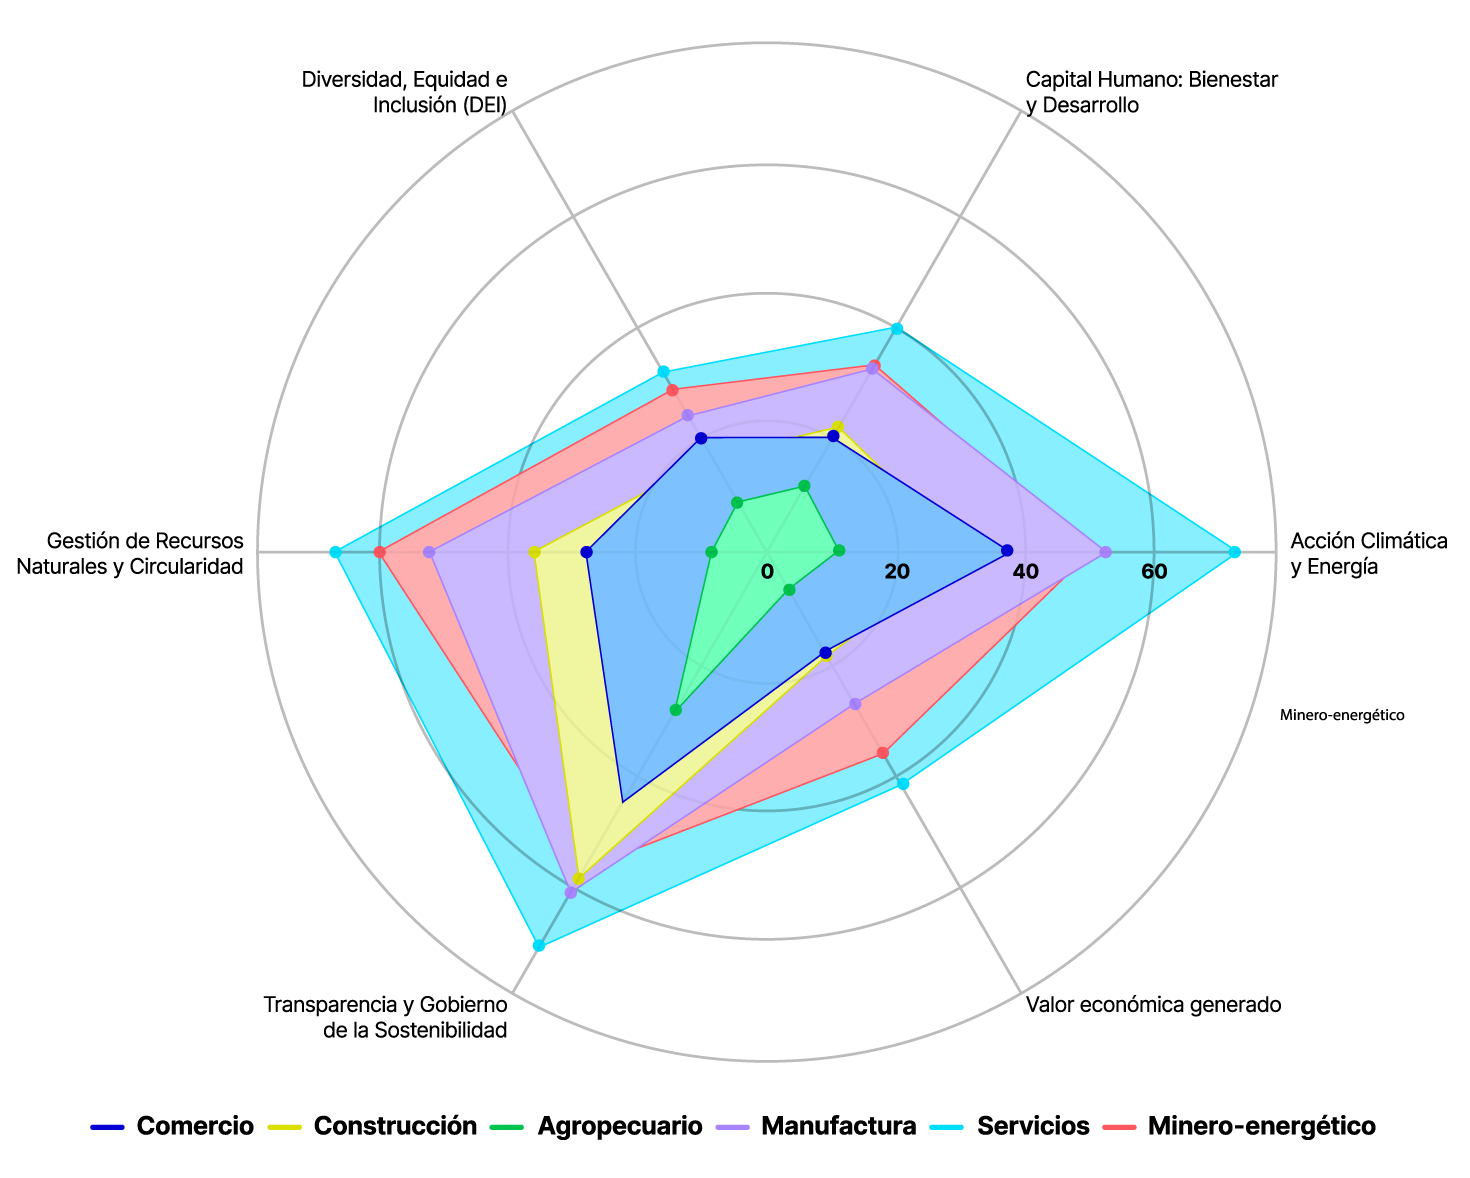 Diversidad, Equidad e
Inclusión (DEI)
Capital Humano: Bienestar
y Desarrollo
Gestión de Recursos
Naturales y Circularidad
Acción Climática
y Energía
0 20 40 60
Minero-energético
Transparencia y Gobierno
de la Sostenibilidad
Valor económica generado
Comercio Construcción Agropecuario Manufactura Servicios Minero-energético